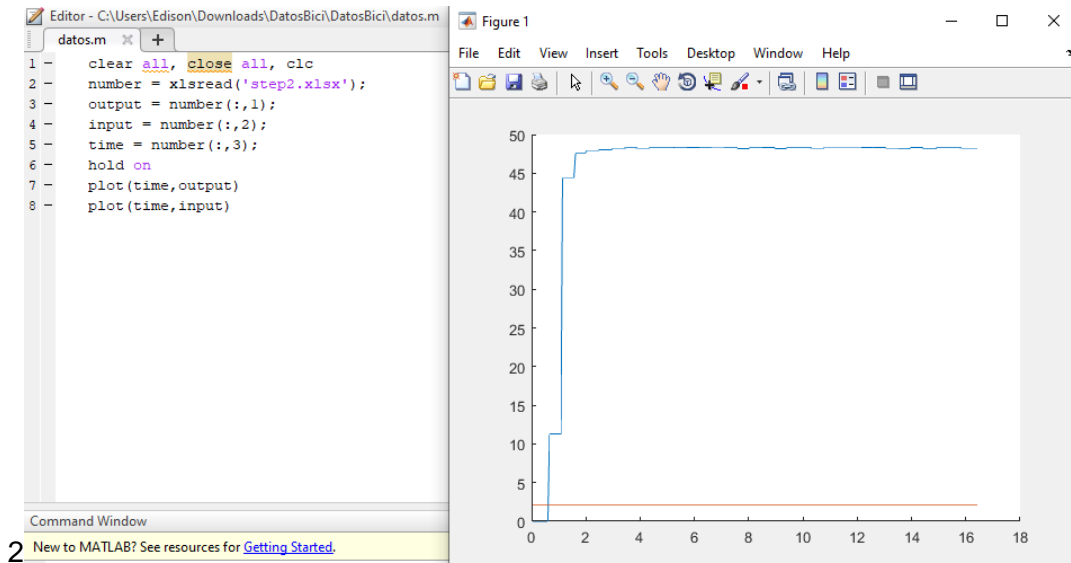 Editor - C:\Users\Edison\Downloads\DatosBici\DatosBici\datos.m
datos.m
1 - clear all, close all, clc
2 - number = xlsread('step2.xlsx');
3 - output = number(:,1);
4 - input = number(:,2);
5 - time = number(:,3);
6 - hold on
7 - plot(time,output)
8 - plot(time,input)
Command Window
2 New to MATLAB? See resources for Getting Started.
Figure 1
File Edit View Insert Tools Desktop Window Help
50
45
40
35
30
25
20
15
10
5
0
0 2 4 6 8 10 12 14 16 18